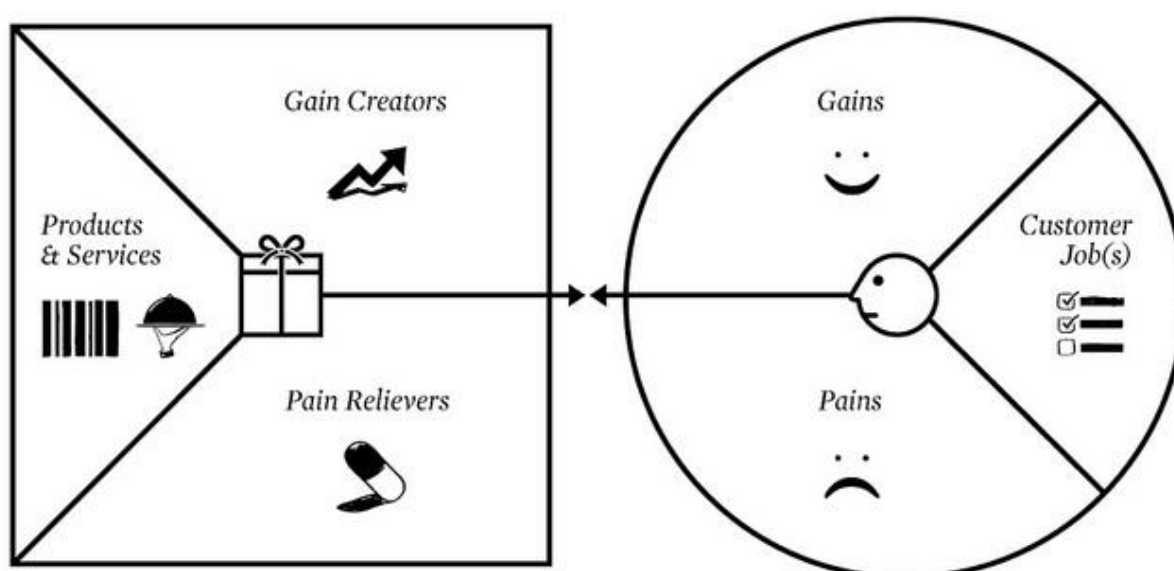 Gain Creators
Products
& Services
Pain Relievers
Gains
Customer
Job(s)
Pains